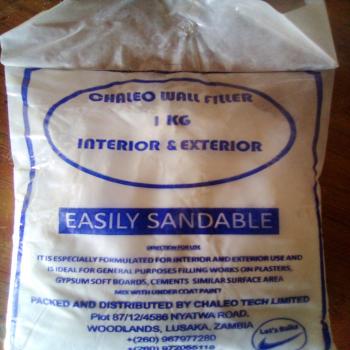 CHALEO WALL FILLER
1 KG
INTERIOR & EXTERIOR
EASILY SANDABLE
DIRECTION FOR USE
IT IS ESPECIALLY FORMULATED FOR INTERIOR AND EXTERIOR USE AND
IS IDEAL FOR GENERAL PURPOSES FILLING WORKS ON PLASTERS,
GYPSUM SOFT BOARDS, CEMENTS SIMILAR SURFACE AREA
MIX WITH UNDER COAT PAINT
PACKED AND DISTRIBUTED BY CHALEO TECH LIMITED
Plot 87/12/4586 NYATWA ROAD,
WOODLANDS, LUSAKA, ZAMBIA
+(260) 967977280
Let's Build